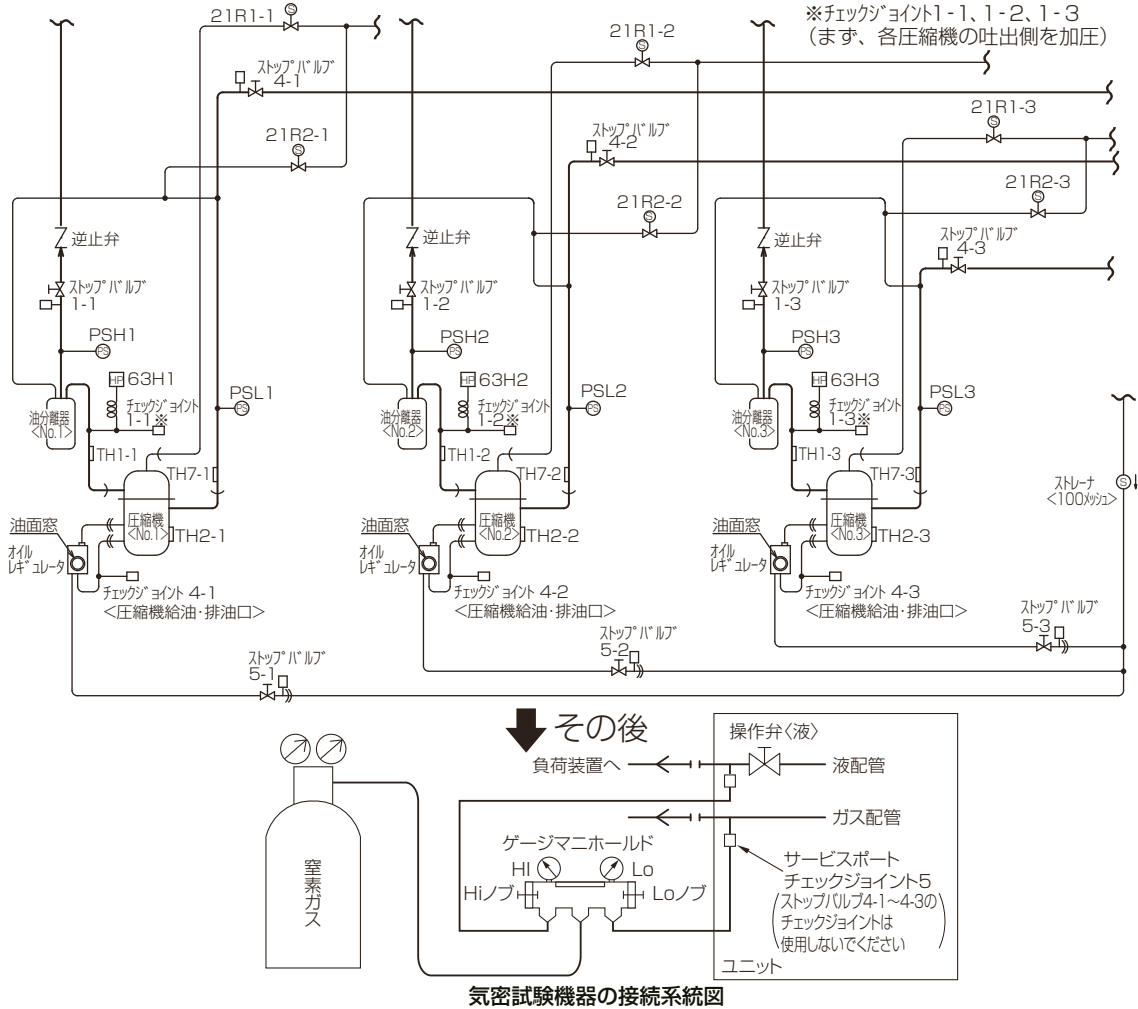 21R1-1
※チェックジョイント1-1、1-2、1-3
(まず、各圧縮機の吐出側を加圧)
21R1-2
ストップバルブ
4-1
21R1-3
21R2-1
ストップバルブ
4-2
21R2-2
21R2-3
逆止弁
逆止弁
逆止弁
ストップバルブ
4-3
ストップバルブ
1-1
ストップバルブ
1-2
ストップバルブ
1-3
PSH1
PS
PSH2
PS
PSH3
PS
HP
63H1
HP
63H2
HP
63H3
PSL1
PS
PSL2
PS
PSL3
PS
油分離器
<No.1>
チェックジョイント
1-1※
油分離器
<No.2>
チェックジョイント
1-2※
油分離器
<No.3>
チェックジョイント
1-3※
TH1-1
TH7-1
TH1-2
TH7-2
TH1-3
TH7-3
ストレーナ
<100メッシュ>
S
油面窓
圧縮機
<No.1>
TH2-1
油面窓
圧縮機
<No.2>
TH2-2
油面窓
圧縮機
<No.3>
TH2-3
オイル
レギュレータ
オイル
レギュレータ
オイル
レギュレータ
チェックジョイント 4-1
<圧縮機給油・排油口>
チェックジョイント 4-2
<圧縮機給油・排油口>
チェックジョイント 4-3
<圧縮機給油・排油口>
ストップバルブ
5-3
ストップバルブ
5-2
ストップバルブ
5-1
その後
操作弁〈液〉
負荷装置へ
液配管
ガス配管
ゲージマニホールド
HI
Lo
Hiノブ
Loノブ
サービスポート
チェックジョイント5
(ストップバルブ4-1~4-3の
チェックジョイントは
使用しないでください)
窒素ガス
ユニット
気密試験機器の接続系統図